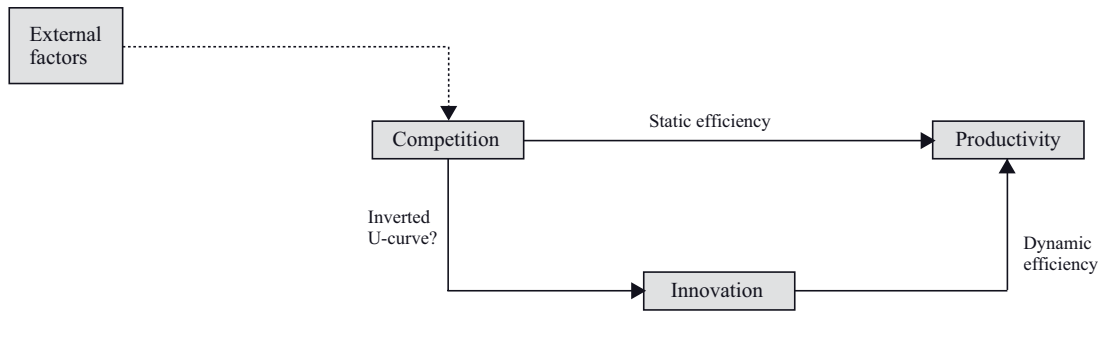 External
factors
Static efficiency
Competition
Productivity
Inverted
U-curve?
Dynamic
efficiency
Innovation